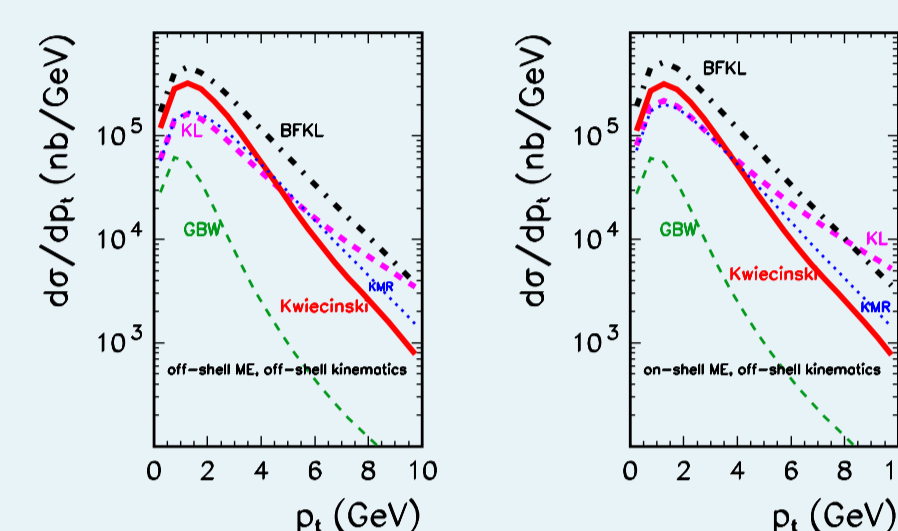 dσ/dpt (nb/GeV)
10^5
10^4
10^3
KL
BFKL
GBW
KMR
Kwiecinski
off-shell ME, off-shell kinematics
0 2 4 6 8 10
pt (GeV)
dσ/dpt (nb/GeV)
10^5
10^4
10^3
BFKL
GBW
KL
Kwiecinski
KMR
on-shell ME, off-shell kinematics
0 2 4 6 8 1
pt (GeV)